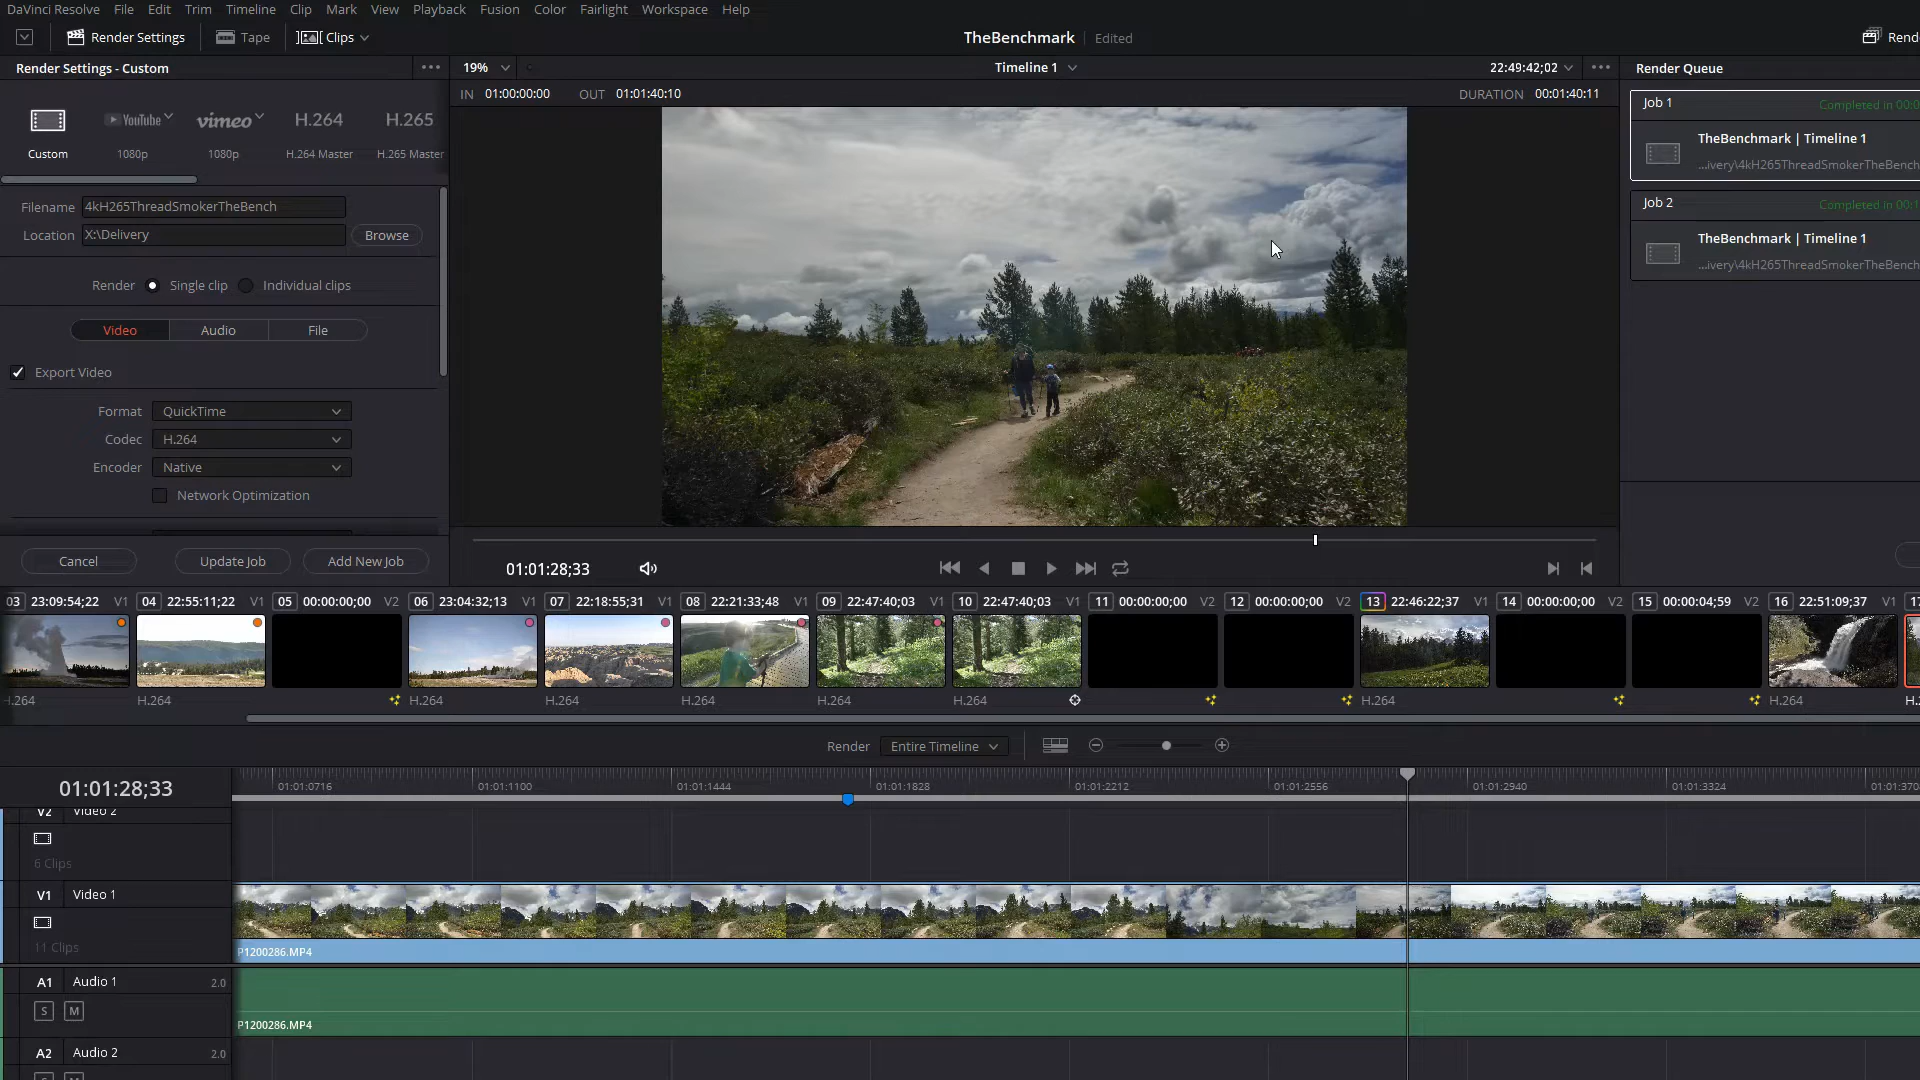 DaVinci Resolve File Edit Trim Timeline Clip Mark View Playback Fusion Color Fairlight Workspace Help
Render Settings Tape Clips TheBenchmark Edited
Render Settings - Custom 19% Timeline 1 22:49:42;02 Render Queue
IN 01:00:00:00 OUT 01:01:40:10 DURATION 00:01:40:11
YouTube vimeo H.264 H.265
Custom 1080p 1080p H.264 Master H.265 Master
Job 1 Completed in 00:0
TheBenchmark | Timeline 1
...ivery\4kH265ThreadSmokerTheBench
Job 2 Completed in 00:1
TheBenchmark | Timeline 1
...ivery\4kH265ThreadSmokerTheBench
Filename 4kH265ThreadSmokerTheBench
Location X:\Delivery Browse
Render Single clip Individual clips
Video Audio File
Export Video
Format QuickTime
Codec H.264
Encoder Native
Network Optimization
Cancel Update Job Add New Job
01:01:28;33
03 23:09:54;22 V1 04 22:55:11;22 V1 05 00:00:00;00 V2 06 23:04:32;13 V1 07 22:18:55;31 V1 08 22:21:33;48 V1 09 22:47:40;03 V1 10 22:47:40;03 V1 11 00:00:00;00 V2 12 00:00:00;00 V2 13 22:46:22;37 V1 14 00:00:00;00 V2 15 00:00:04;59 V2 16 22:51:09;37 V1
H.264 H.264 H.264 H.264 H.264 H.264 H.264 H.264 H.264
Render Entire Timeline
01:01:28;33
01:01:0716 01:01:1100 01:01:1444 01:01:1828 01:01:2212 01:01:2556 01:01:2940 01:01:3324 01:01:370
V2 Video 2
6 Clips
V1 Video 1
11 Clips
P1200286.MP4
A1 Audio 1 2.0
S M
P1200286.MP4
A2 Audio 2 2.0